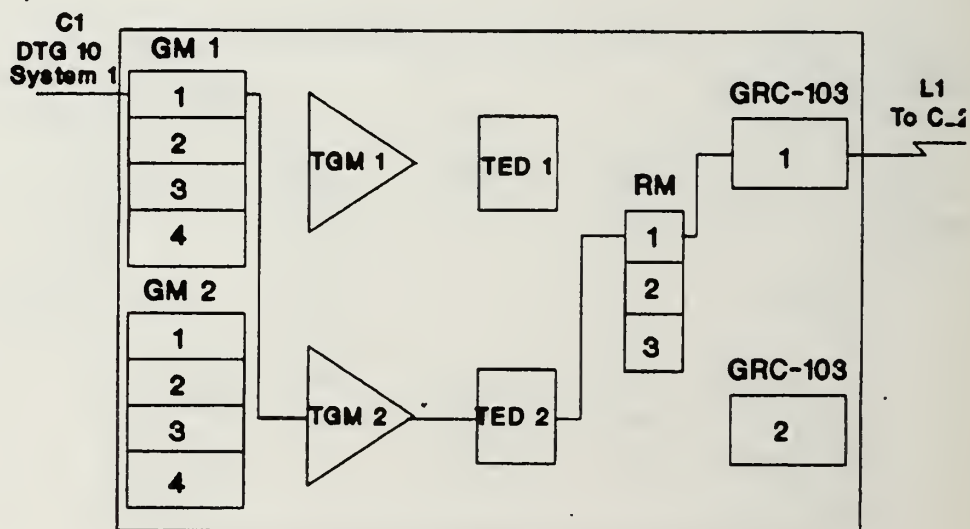 C1
DTG 10
System 1
GM 1
1
2
3
4
GM 2
1
2
3
4
TGM 1
TED 1
TGM 2
TED 2
RM
1
2
3
GRC-103
1
L1
To C-2
GRC-103
2